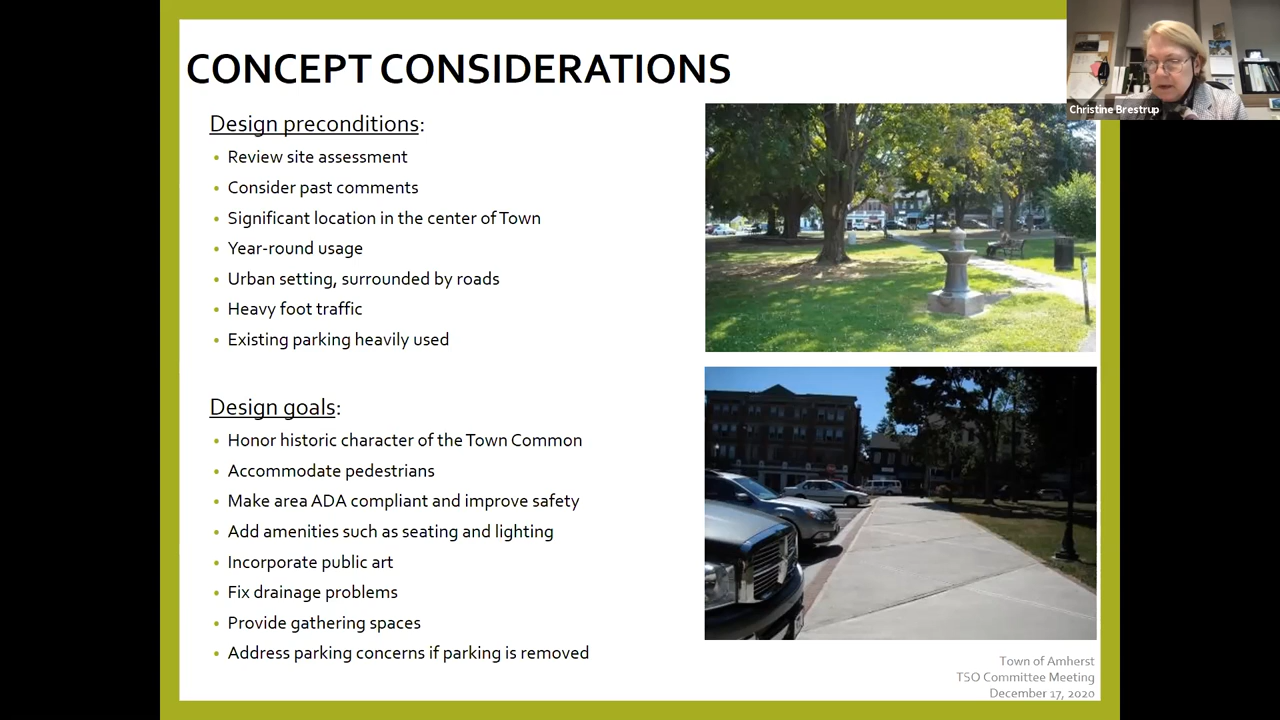 CONCEPT CONSIDERATIONS
Design preconditions:
• Review site assessment
• Consider past comments
• Significant location in the center of Town
• Year-round usage
• Urban setting, surrounded by roads
• Heavy foot traffic
• Existing parking heavily used
Design goals:
• Honor historic character of the Town Common
• Accommodate pedestrians
• Make area ADA compliant and improve safety
• Add amenities such as seating and lighting
• Incorporate public art
• Fix drainage problems
• Provide gathering spaces
• Address parking concerns if parking is removed
Christine Brestrup
Town of Amherst
TSO Committee Meeting
December 17, 2020